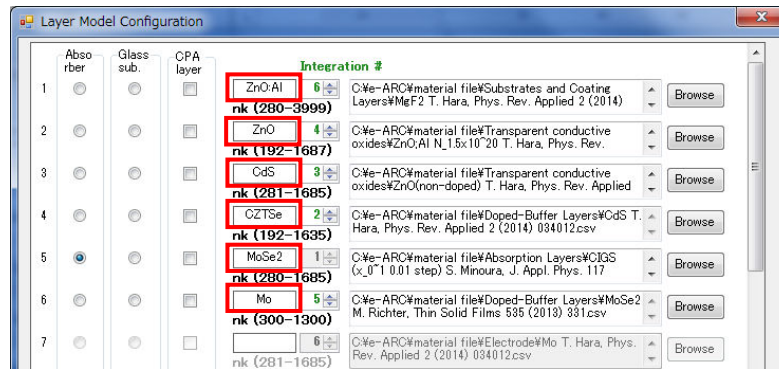 Layer Model Configuration
Abso
rber
Glass
sub.
CPA
layer
Integration #
1 ZnO:Al 6 C:¥e-ARC¥material file¥Substrates and Coating
Layers¥MgF2 T. Hara, Phys. Rev. Applied 2 (2014) Browse
nk (280-3999)
2 ZnO 4 C:¥e-ARC¥material file¥Transparent conductive
oxides¥ZnO;Al N_1.5x10^20 T. Hara, Phys. Rev. Browse
nk (192-1687)
3 CdS 3 C:¥e-ARC¥material file¥Transparent conductive
oxides¥ZnO(non-doped) T. Hara, Phys. Rev. Applied Browse
nk (281-1685)
4 CZTSe 2 C:¥e-ARC¥material file¥Doped-Buffer Layers¥CdS T.
Hara, Phys. Rev. Applied 2 (2014) 034012.csv Browse
nk (192-1635)
5 MoSe2 1 C:¥e-ARC¥material file¥Absorption Layers¥CIGS
(x_0~1 0.01 step) S. Minoura, J. Appl. Phys. 117 Browse
nk (280-1685)
6 Mo 5 C:¥e-ARC¥material file¥Doped-Buffer Layers¥MoSe2
M. Richter, Thin Solid Films 535 (2013) 331.csv Browse
nk (300-1300)
7 6 C:¥e-ARC¥material file¥Electrode¥Mo T. Hara, Phys.
Rev. Applied 2 (2014) 034012.csv Browse
nk (281-1685)